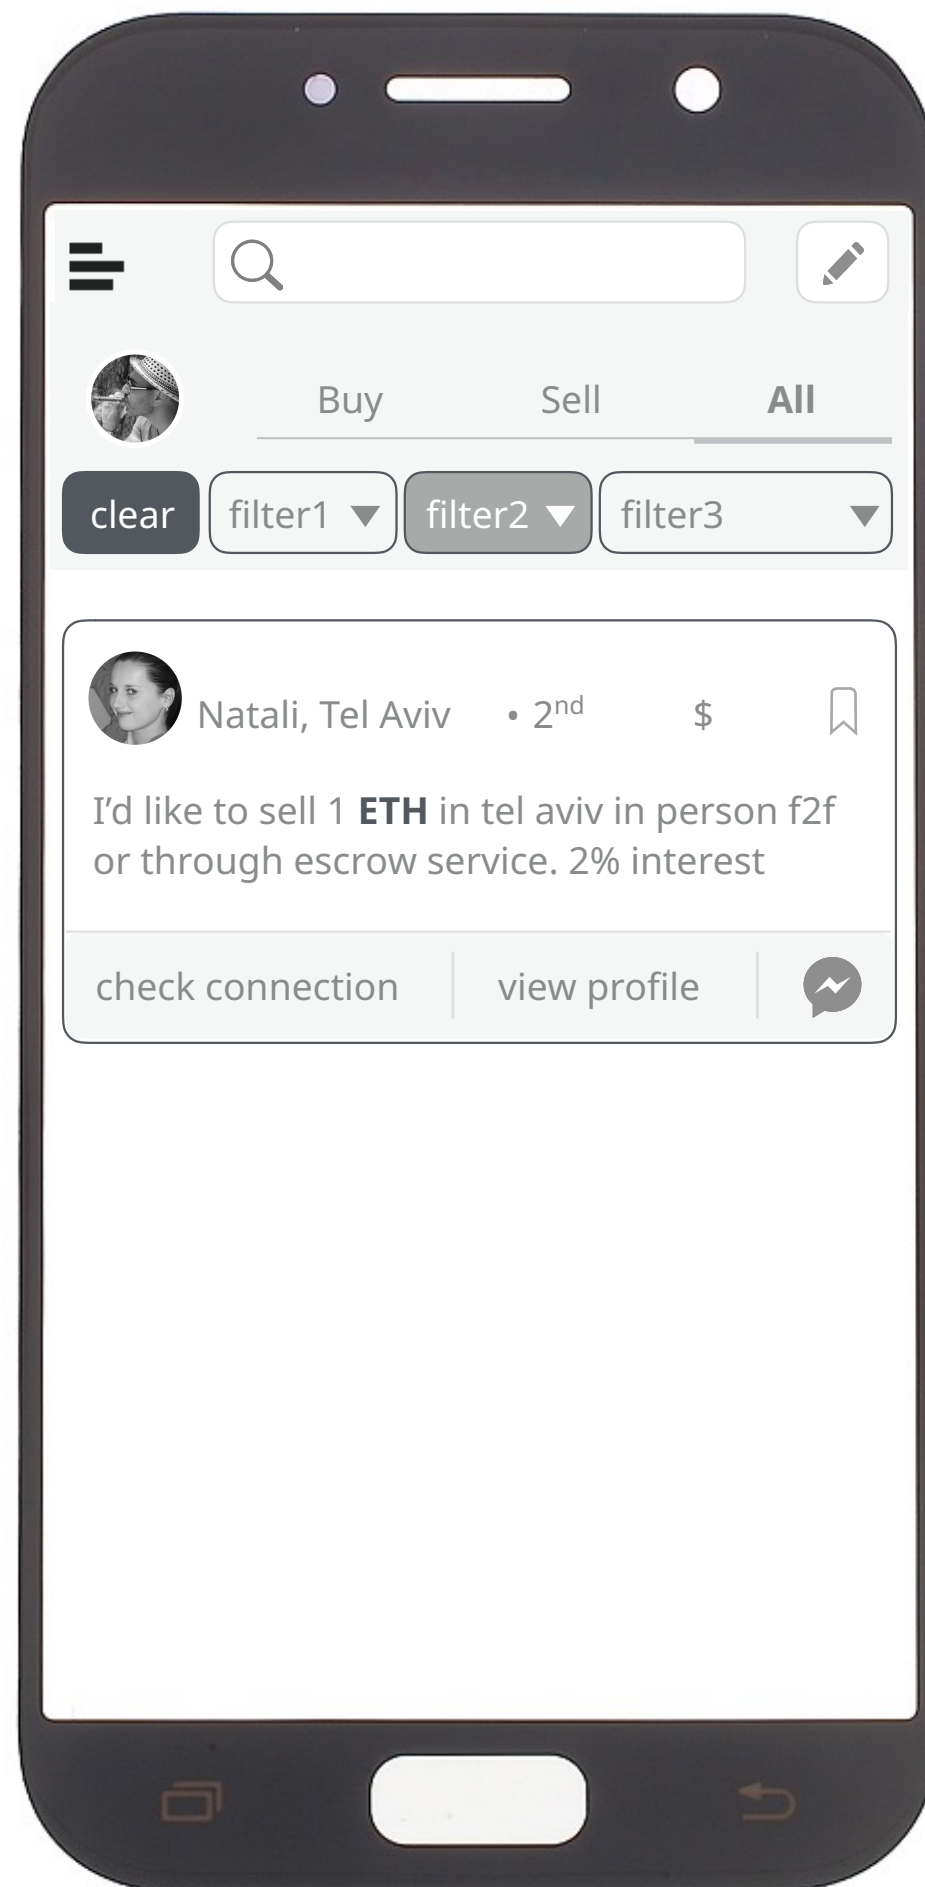 Buy Sell All
clear filter1 filter2 filter3
Natali, Tel Aviv • 2nd $
I’d like to sell 1 ETH in tel aviv in person f2f
or through escrow service. 2% interest
check connection view profile